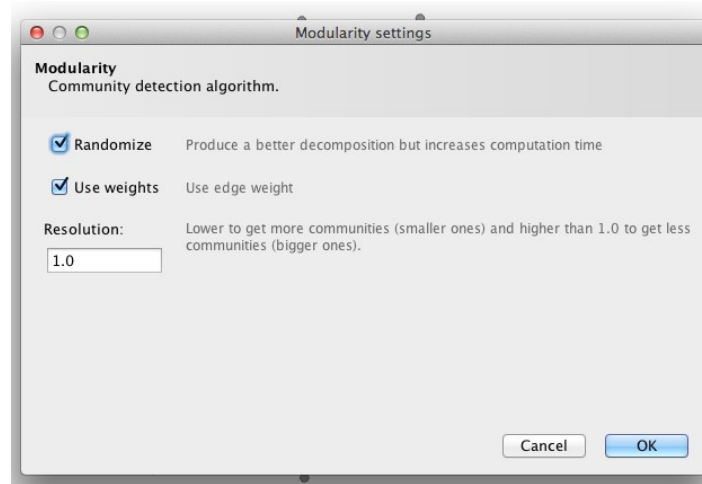 Modularity settings
Modularity
Community detection algorithm.
Randomize Produce a better decomposition but increases computation time
Use weights Use edge weight
Resolution: Lower to get more communities (smaller ones) and higher than 1.0 to get less
communities (bigger ones).
1.0
Cancel OK